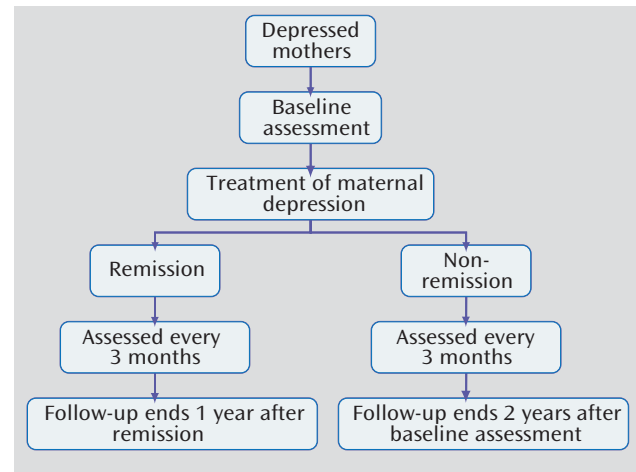 Depressed
mothers
Baseline
assessment
Treatment of maternal
depression
Remission
Non-
remission
Assessed every
3 months
Assessed every
3 months
Follow-up ends 1 year after
remission
Follow-up ends 2 years after
baseline assessment